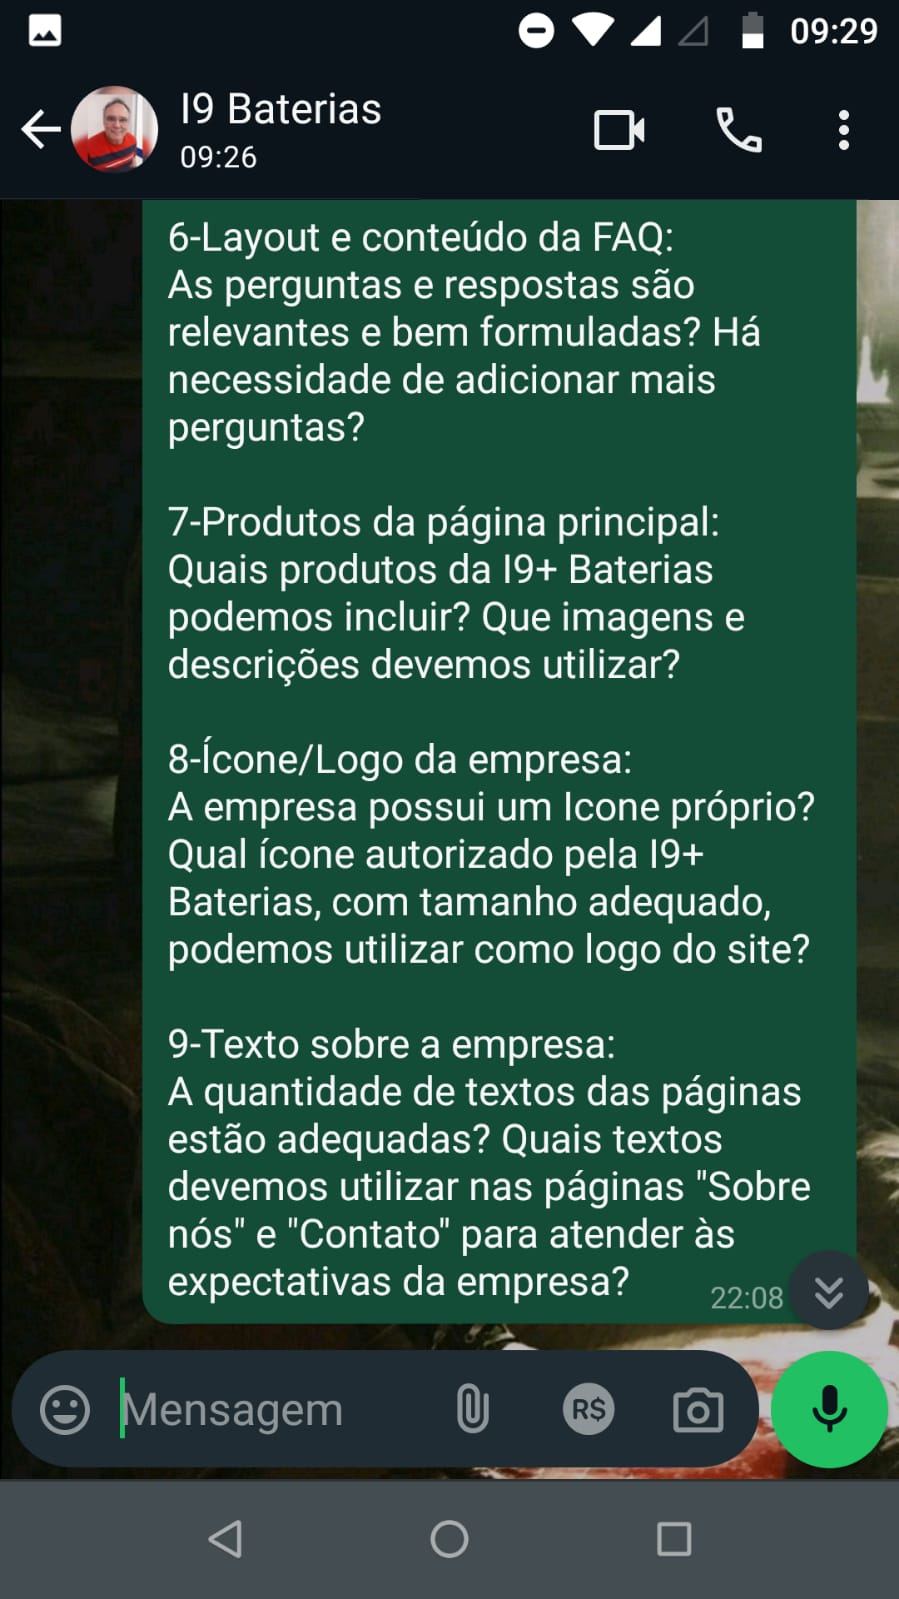 09:29
I9 Baterias
09:26
6-Layout e conteúdo da FAQ:
As perguntas e respostas são
relevantes e bem formuladas? Há
necessidade de adicionar mais
perguntas?
7-Produtos da página principal:
Quais produtos da I9+ Baterias
podemos incluir? Que imagens e
descrições devemos utilizar?
8-Ícone/Logo da empresa:
A empresa possui um Icone próprio?
Qual ícone autorizado pela I9+
Baterias, com tamanho adequado,
podemos utilizar como logo do site?
9-Texto sobre a empresa:
A quantidade de textos das páginas
estão adequadas? Quais textos
devemos utilizar nas páginas "Sobre
nós" e "Contato" para atender às
expectativas da empresa?
22:08
Mensagem
R$